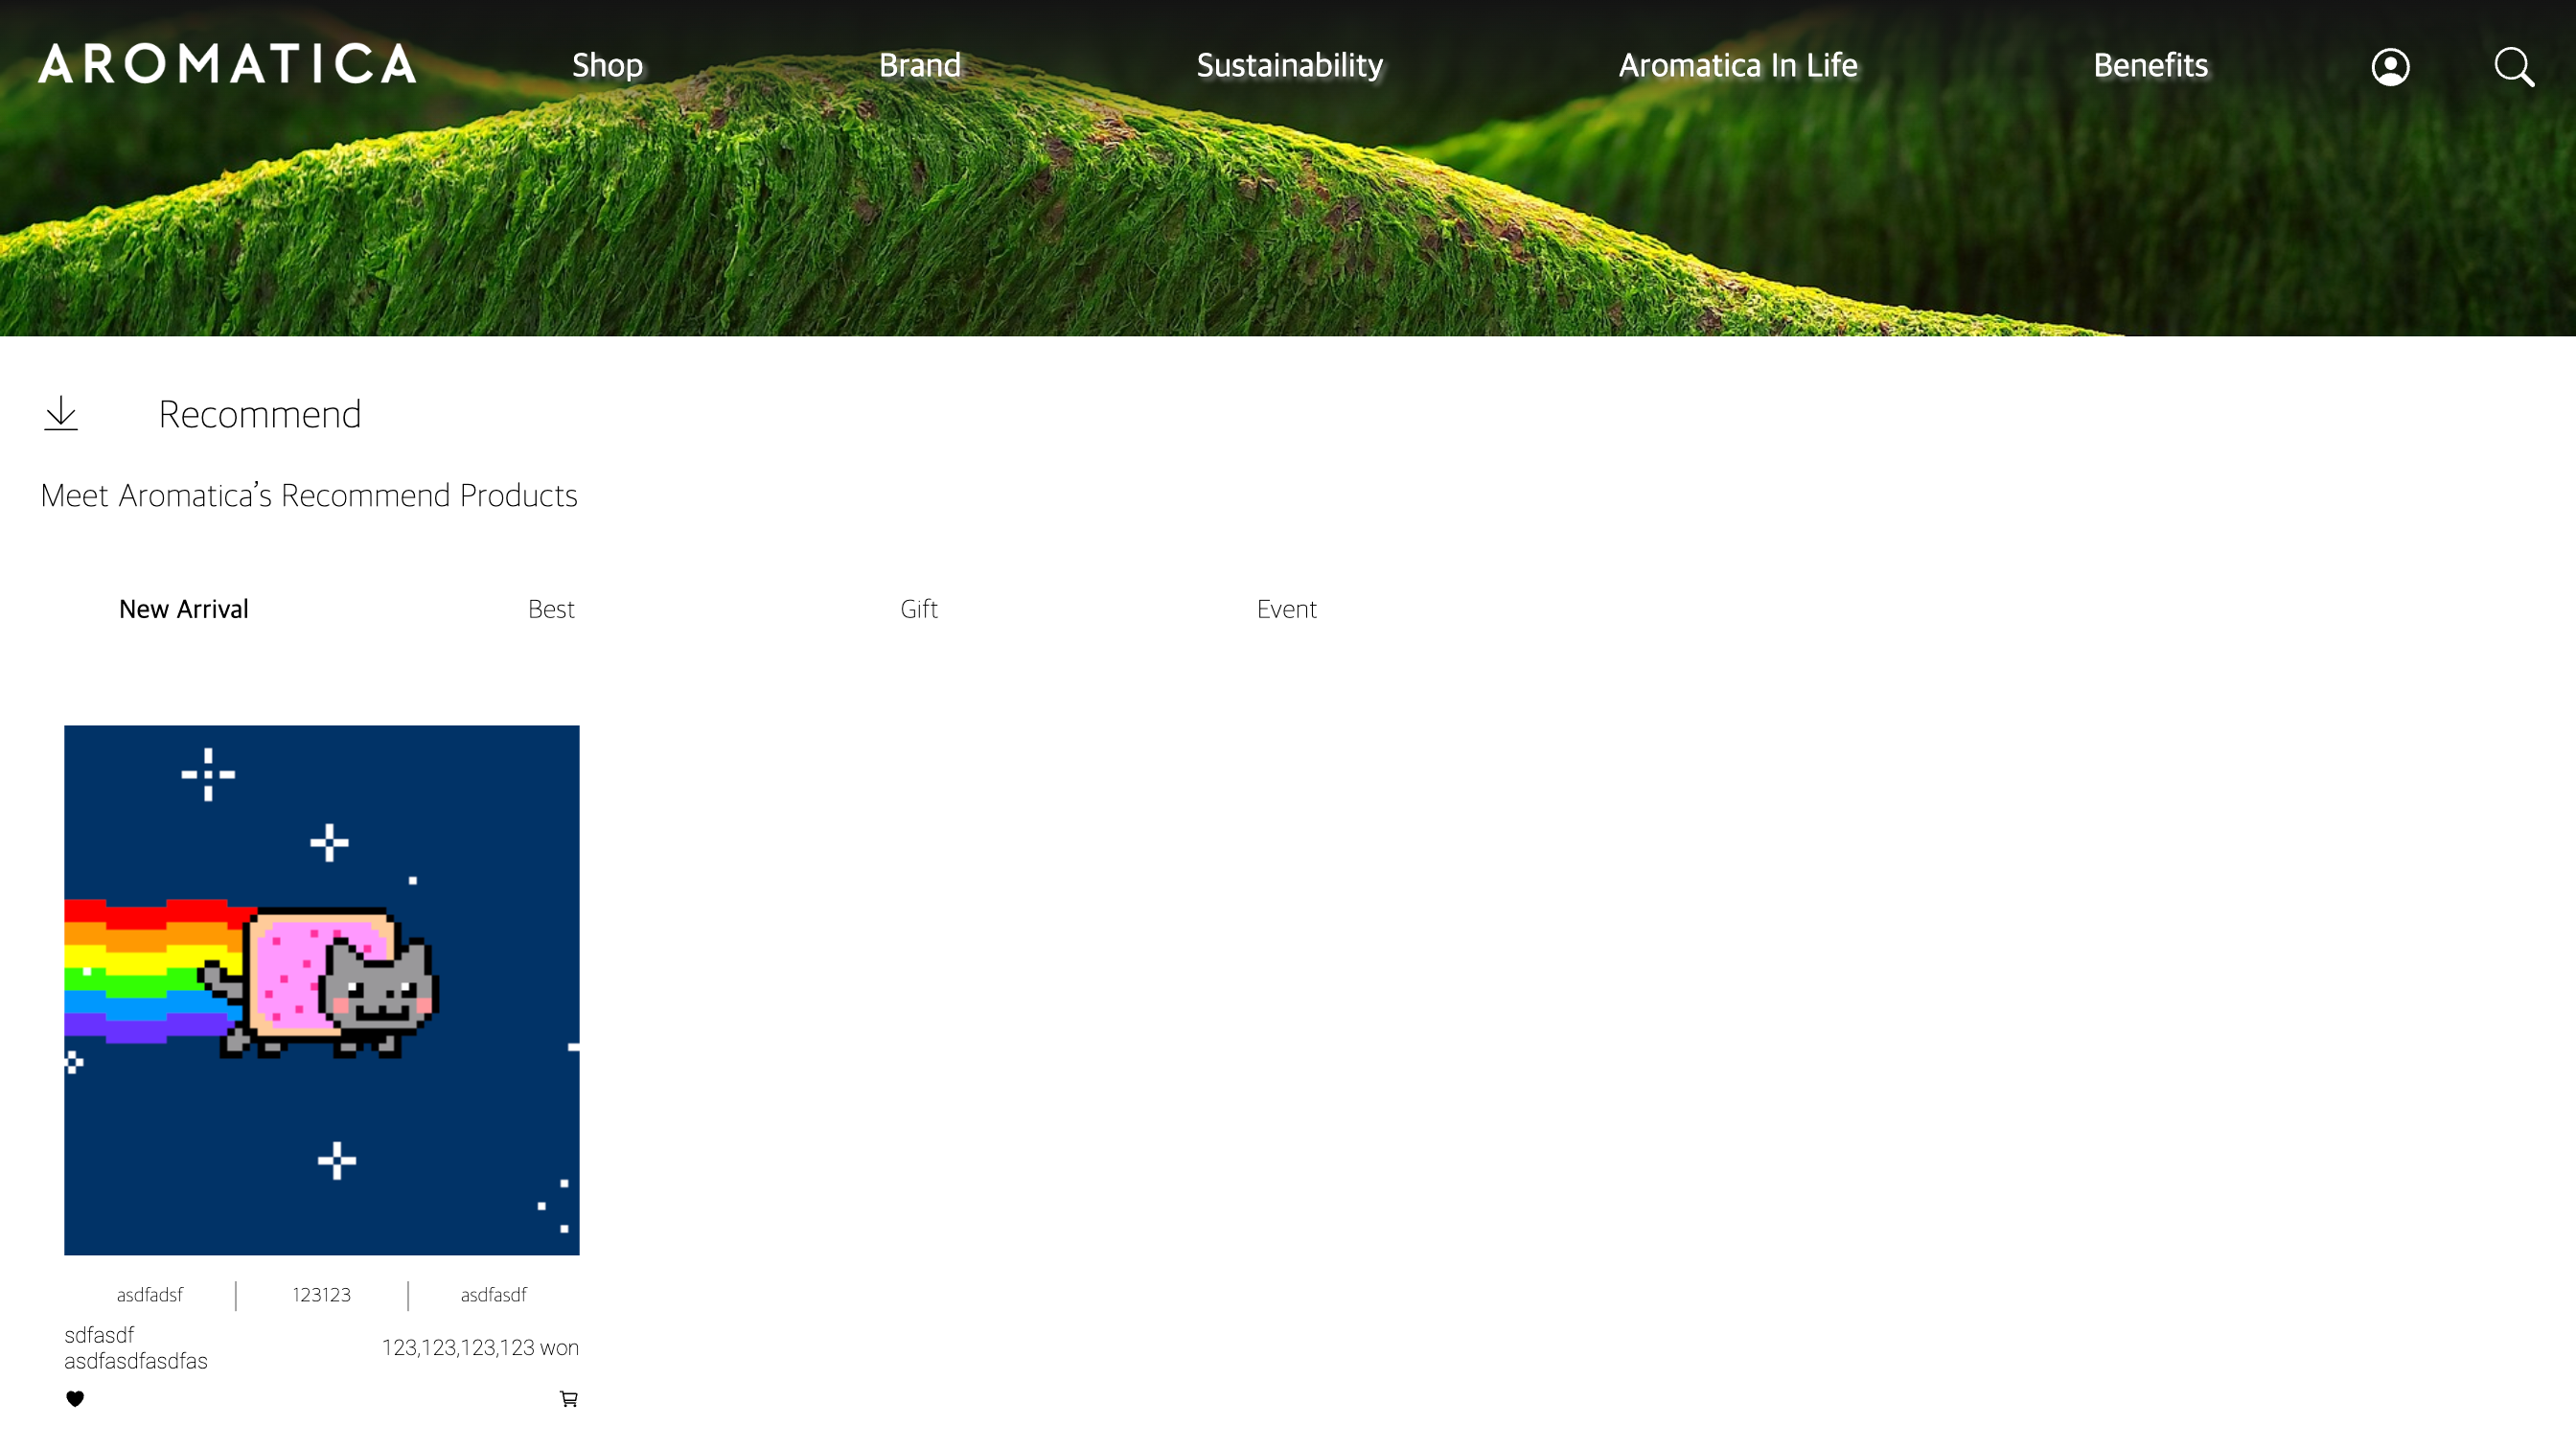 AROMATICA Shop Brand Sustainability Aromatica In Life Benefits
Recommend
Meet Aromatica's Recommend Products
New Arrival Best Gift Event
asdfadsf 123123 asdfasdf
sdfasdf
asdfasdfasdfas
123,123,123,123 won